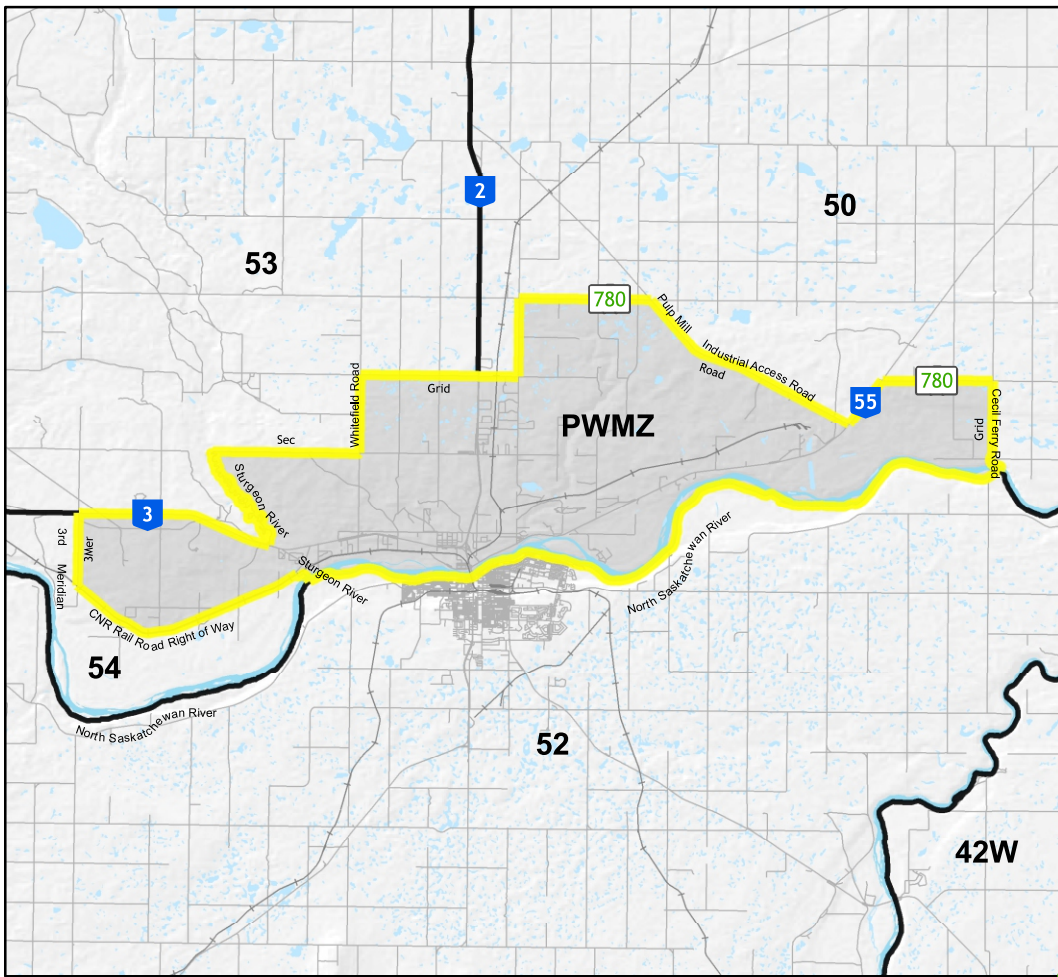 2
50
53
780
Pulp Mill
Industrial Access Road
Road
Whitefield Road
Grid
780
55
Cecil Ferry Road
Grid
PWMZ
Sec
Sturgeon River
3
3rd Meridian
3Mer
Sturgeon River
North Saskatchewan River
CNR Rail Road Right of Way
54
North Saskatchewan River
52
42W